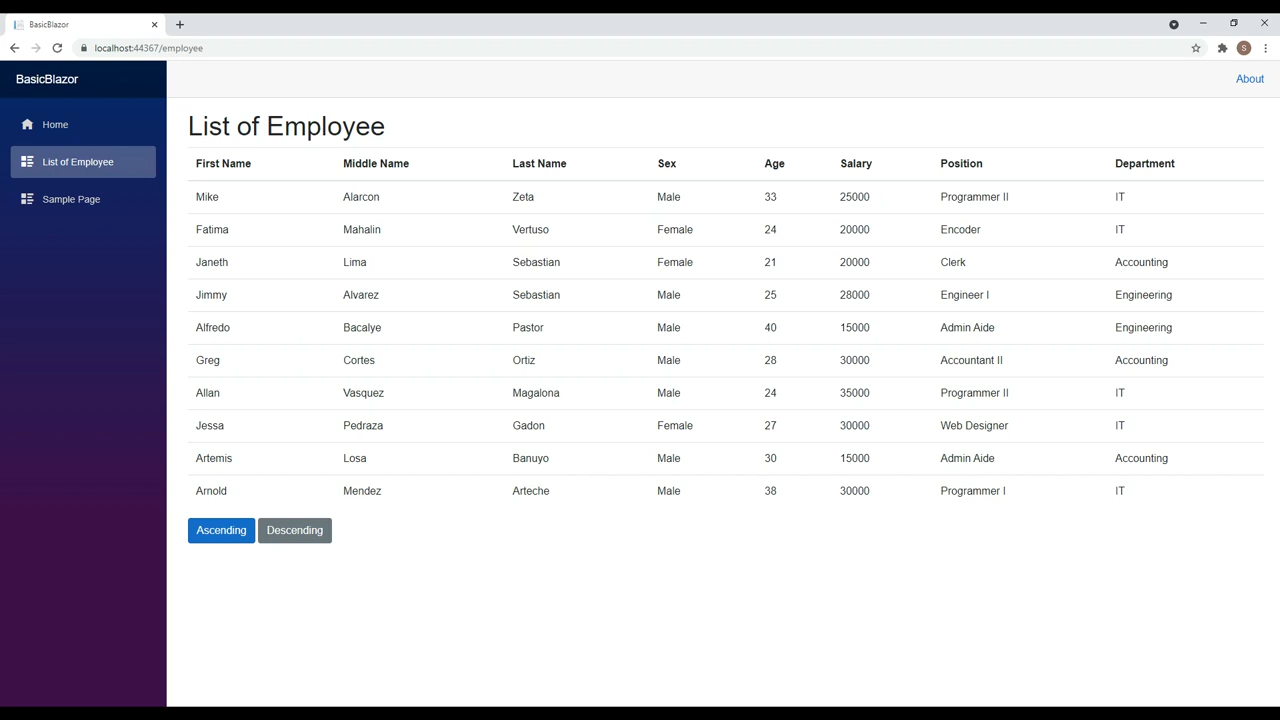 BasicBlazor
localhost:44367/employee
S
BasicBlazor
About
Home
List of Employee
Sample Page
List of Employee
First Name Middle Name Last Name Sex Age Salary Position Department
Mike Alarcon Zeta Male 33 25000 Programmer II IT
Fatima Mahalin Vertuso Female 24 20000 Encoder IT
Janeth Lima Sebastian Female 21 20000 Clerk Accounting
Jimmy Alvarez Sebastian Male 25 28000 Engineer I Engineering
Alfredo Bacalye Pastor Male 40 15000 Admin Aide Engineering
Greg Cortes Ortiz Male 28 30000 Accountant II Accounting
Allan Vasquez Magalona Male 24 35000 Programmer II IT
Jessa Pedraza Gadon Female 27 30000 Web Designer IT
Artemis Losa Banuyo Male 30 15000 Admin Aide Accounting
Arnold Mendez Arteche Male 38 30000 Programmer I IT
Ascending Descending